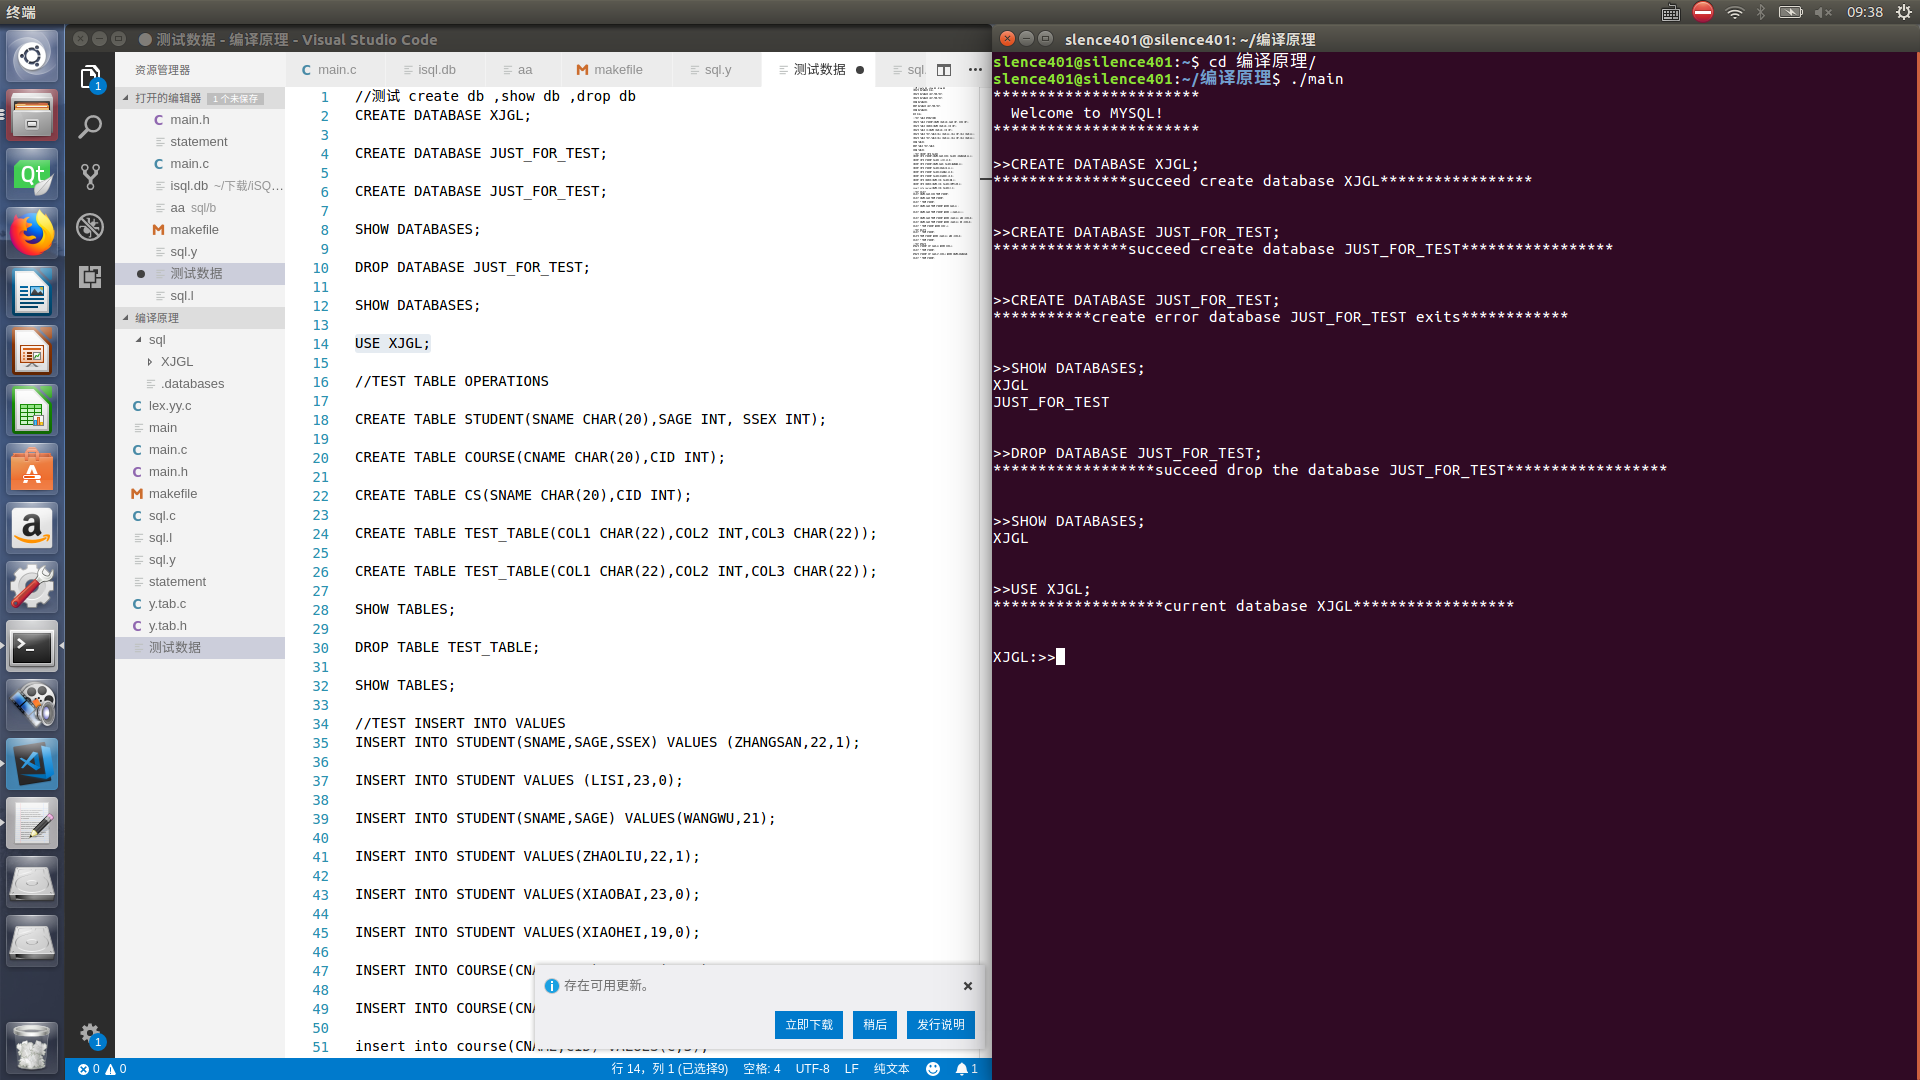 终端
09:38
测试数据 - 编译原理 - Visual Studio Code
资源管理器
打开的编辑器 1 个未保存
main.h
statement
main.c
isql.db ~/下载/iSQ...
aa sql/b
makefile
sql.y
测试数据
sql.l
编译原理
sql
XJGL
.databases
lex.yy.c
main
main.c
main.h
makefile
sql.c
sql.l
sql.y
statement
y.tab.c
y.tab.h
测试数据
main.c isql.db aa makefile sql.y 测试数据 sql.
1 //测试 create db ,show db ,drop db
2 CREATE DATABASE XJGL;
3
4 CREATE DATABASE JUST_FOR_TEST;
5
6 CREATE DATABASE JUST_FOR_TEST;
7
8 SHOW DATABASES;
9
10 DROP DATABASE JUST_FOR_TEST;
11
12 SHOW DATABASES;
13
14 USE XJGL;
15
16 //TEST TABLE OPERATIONS
17
18 CREATE TABLE STUDENT(SNAME CHAR(20),SAGE INT, SSEX INT);
19
20 CREATE TABLE COURSE(CNAME CHAR(20),CID INT);
21
22 CREATE TABLE CS(SNAME CHAR(20),CID INT);
23
24 CREATE TABLE TEST_TABLE(COL1 CHAR(22),COL2 INT,COL3 CHAR(22));
25
26 CREATE TABLE TEST_TABLE(COL1 CHAR(22),COL2 INT,COL3 CHAR(22));
27
28 SHOW TABLES;
29
30 DROP TABLE TEST_TABLE;
31
32 SHOW TABLES;
33
34 //TEST INSERT INTO VALUES
35 INSERT INTO STUDENT(SNAME,SAGE,SSEX) VALUES (ZHANGSAN,22,1);
36
37 INSERT INTO STUDENT VALUES (LISI,23,0);
38
39 INSERT INTO STUDENT(SNAME,SAGE) VALUES(WANGWU,21);
40
41 INSERT INTO STUDENT VALUES(ZHAOLIU,22,1);
42
43 INSERT INTO STUDENT VALUES(XIAOBAI,23,0);
44
45 INSERT INTO STUDENT VALUES(XIAOHEI,19,0);
46
47 INSERT INTO COURSE(CNA
48
49 INSERT INTO COURSE(CNA
50
51 insert into course(CNAME,CID) VALUES(C,3);
存在可用更新。
立即下载 稍后 发行说明
0 0 行 14，列 1 (已选择9) 空格: 4 UTF-8 LF 纯文本 1
slence401@silence401: ~/编译原理
slence401@silence401:~$ cd 编译原理/
slence401@silence401:~/编译原理$ ./main
***********************
Welcome to MYSQL!
***********************
>>CREATE DATABASE XJGL;
***************succeed create database XJGL*****************
>>CREATE DATABASE JUST_FOR_TEST;
***************succeed create database JUST_FOR_TEST*****************
>>CREATE DATABASE JUST_FOR_TEST;
***********create error database JUST_FOR_TEST exits************
>>SHOW DATABASES;
XJGL
JUST_FOR_TEST
>>DROP DATABASE JUST_FOR_TEST;
******************succeed drop the database JUST_FOR_TEST******************
>>SHOW DATABASES;
XJGL
>>USE XJGL;
*******************current database XJGL******************
XJGL:>>